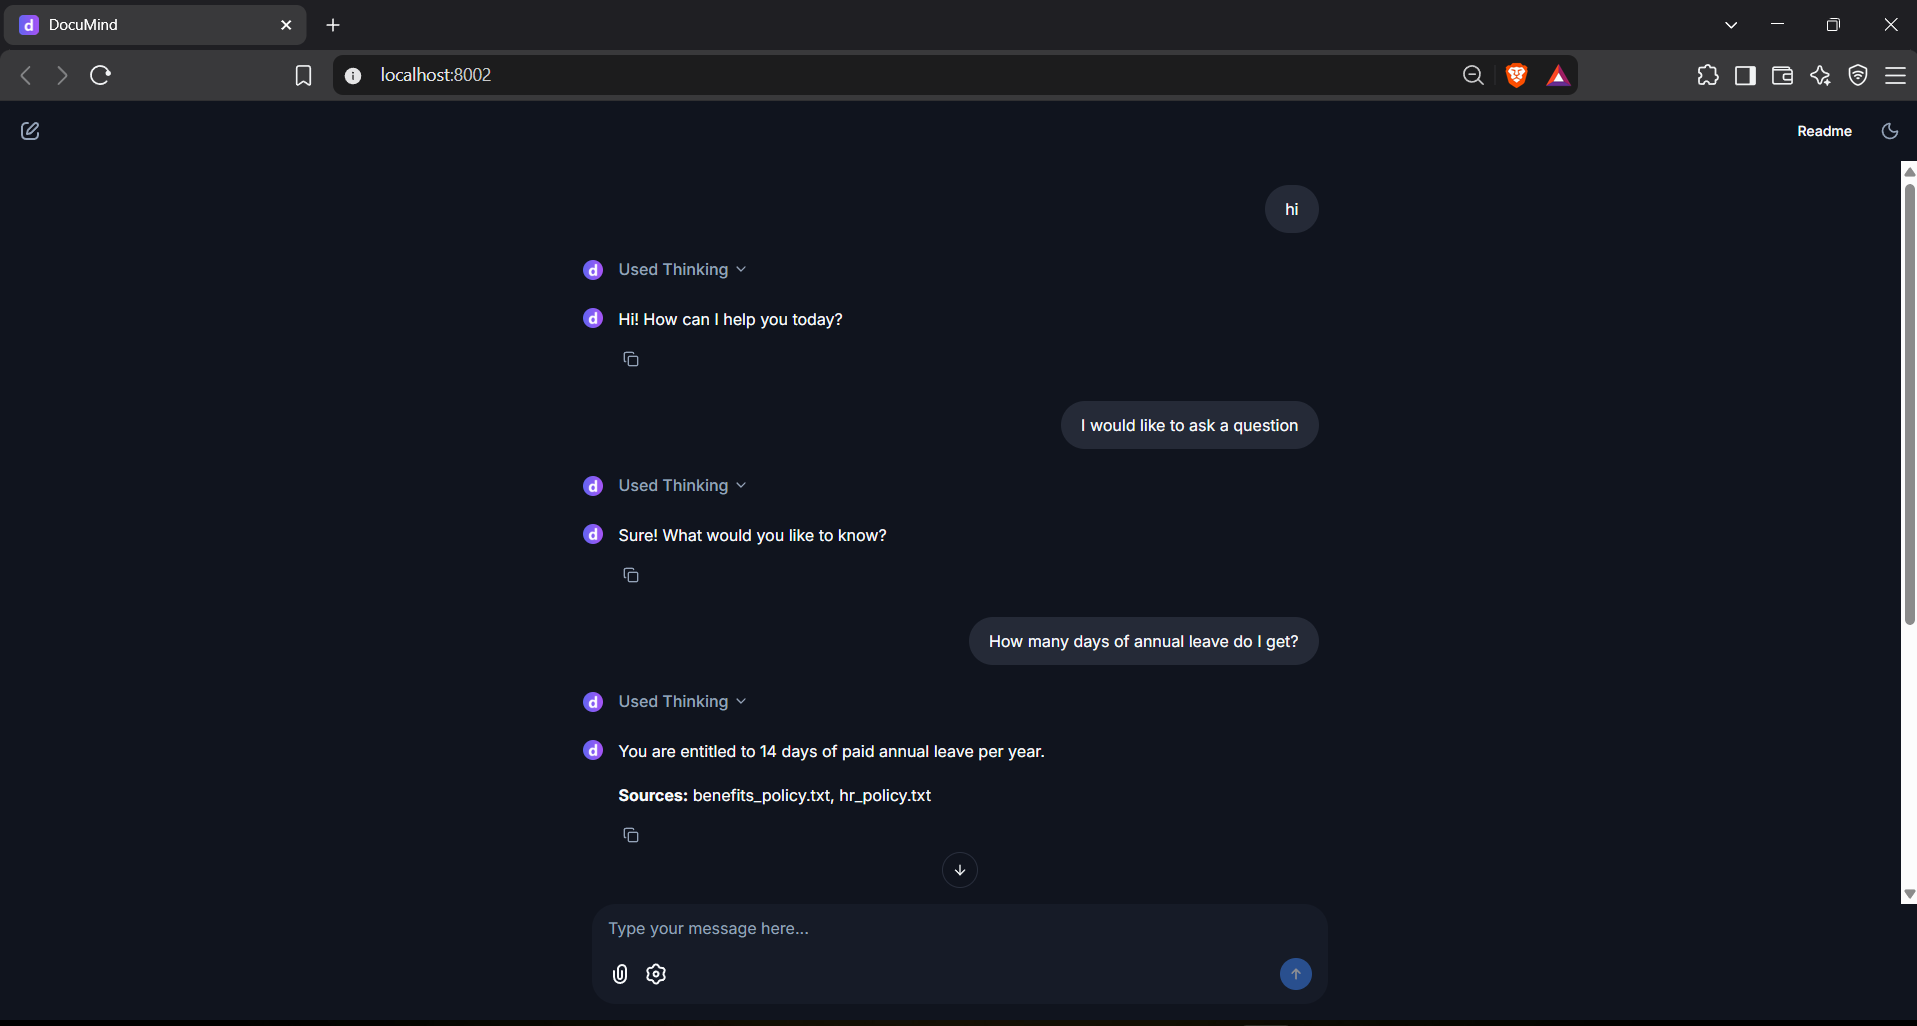 DocuMind
localhost:8002
Readme
hi
Used Thinking
Hi! How can I help you today?
I would like to ask a question
Used Thinking
Sure! What would you like to know?
How many days of annual leave do I get?
Used Thinking
You are entitled to 14 days of paid annual leave per year.
Sources: benefits_policy.txt, hr_policy.txt
Type your message here...